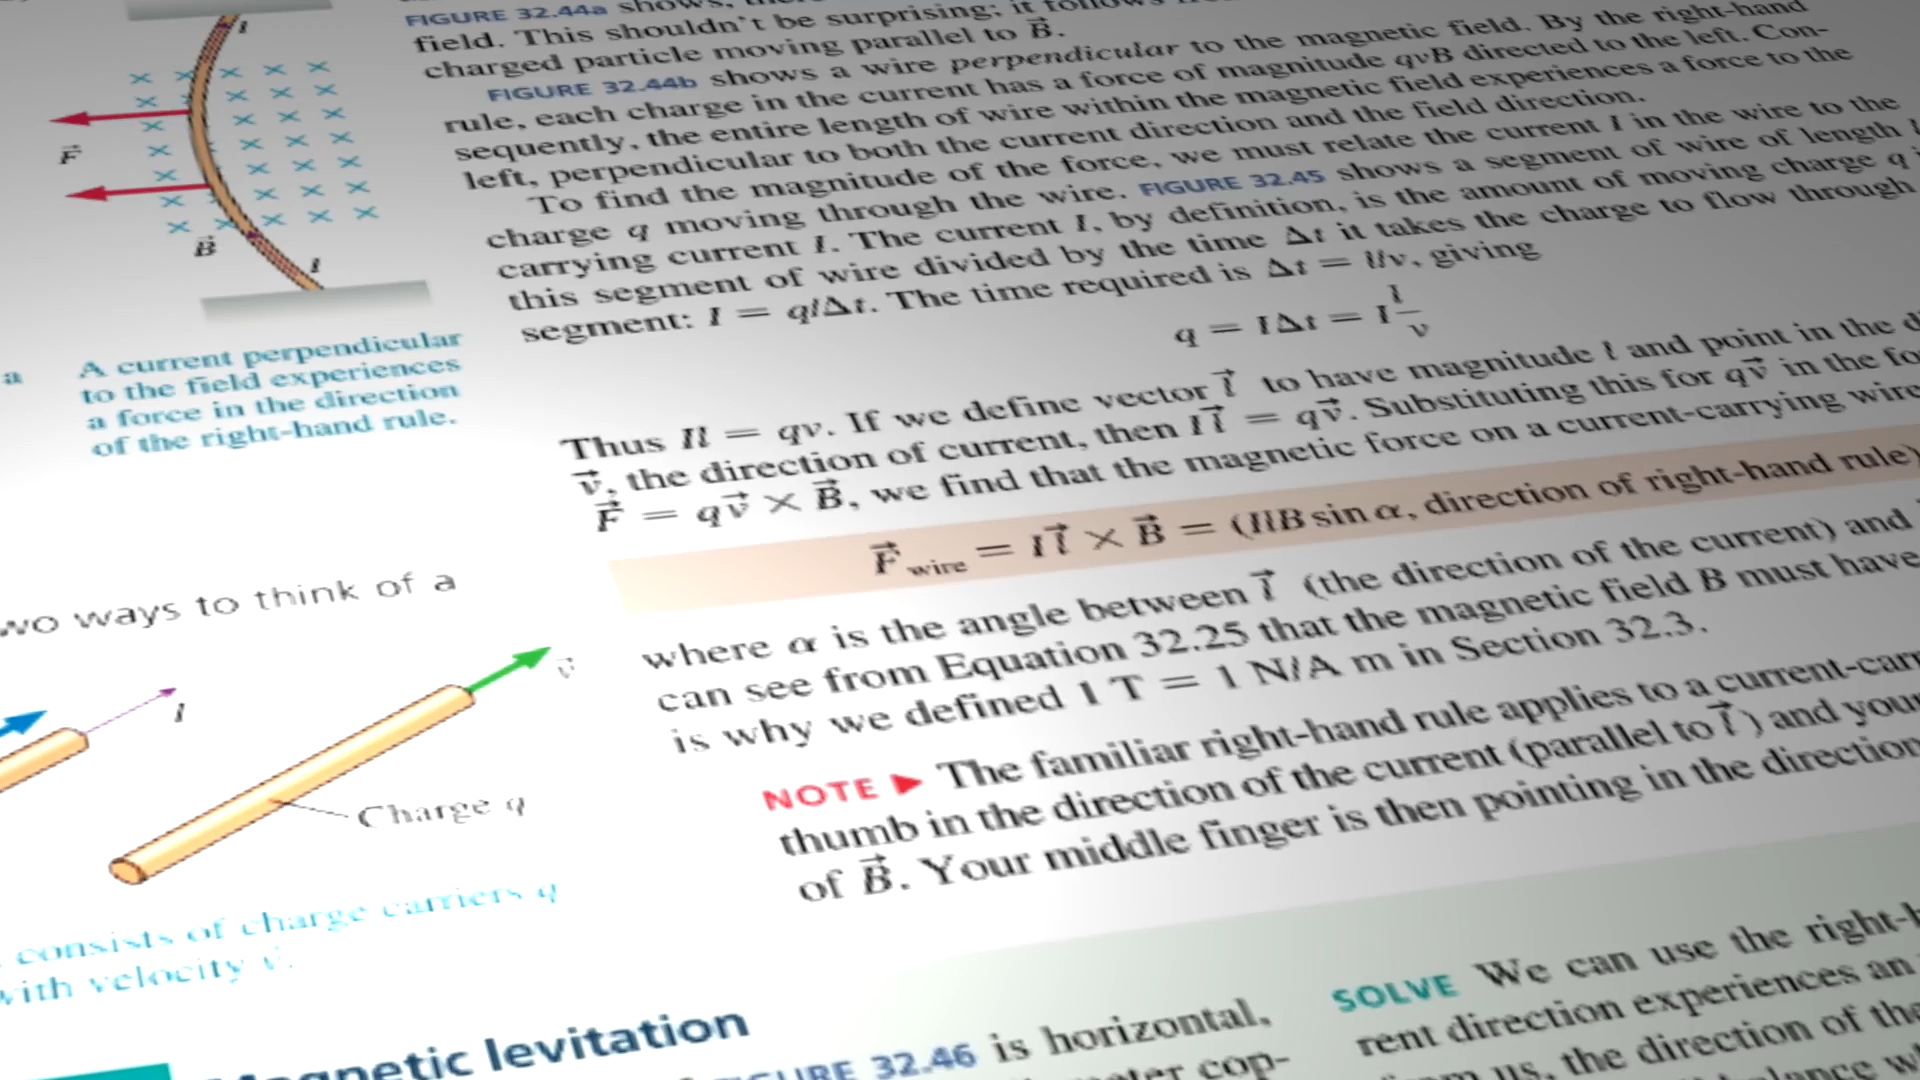 I
F
B
I
a
A current perpendicular
to the field experiences
a force in the direction
of the right-hand rule.
wo ways to think of a
I
v
Charge q
consists of charge carriers q
with velocity v.
FIGURE 32.44a shows,
field. This shouldn't be surprising; it follows
charged particle moving parallel to B⃗.
FIGURE 32.44b shows a wire perpendicular to the magnetic field. By the right-hand
rule, each charge in the current has a force of magnitude qvB directed to the left. Con-
sequently, the entire length of wire within the magnetic field experiences a force to the
left, perpendicular to both the current direction and the field direction.
To find the magnitude of the force, we must relate the current I in the wire to the
charge q moving through the wire. FIGURE 32.45 shows a segment of wire of length l
carrying current I. The current I, by definition, is the amount of moving charge q
this segment of wire divided by the time Δt it takes the charge to flow through
segment: I = q/Δt. The time required is Δt = l/v, giving
q = IΔt = I l/v
Thus Il = qv. If we define vector l⃗ to have magnitude l and point in the d
v⃗, the direction of current, then Il⃗ = qv⃗. Substituting this for qv⃗ in the fo
F⃗ = qv⃗ × B⃗, we find that the magnetic force on a current-carrying wire
F⃗wire = Il⃗ × B⃗ = (IlB sin α, direction of right-hand rule)
where α is the angle between l⃗ (the direction of the current) and
can see from Equation 32.25 that the magnetic field B must have
is why we defined 1 T = 1 N/A m in Section 32.3.
NOTE ▶ The familiar right-hand rule applies to a current-carr
thumb in the direction of the current (parallel to l⃗) and your
of B⃗. Your middle finger is then pointing in the direction
Magnetic levitation
FIGURE 32.46 is horizontal,
meter cop-
SOLVE We can use the right-h
rent direction experiences an
from us, the direction of the